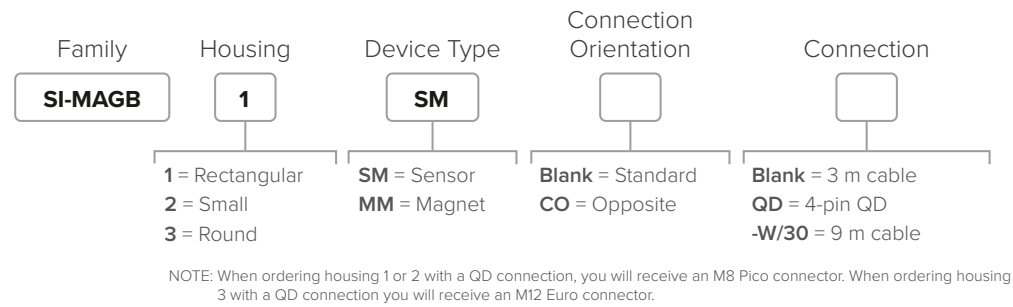 Family
Housing
Device Type
Connection
Orientation
Connection
SI-MAGB
1
SM
1 = Rectangular
2 = Small
3 = Round
SM = Sensor
MM = Magnet
Blank = Standard
CO = Opposite
Blank = 3 m cable
QD = 4-pin QD
-W/30 = 9 m cable
NOTE: When ordering housing 1 or 2 with a QD connection, you will receive an M8 Pico connector. When ordering housing
3 with a QD connection you will receive an M12 Euro connector.